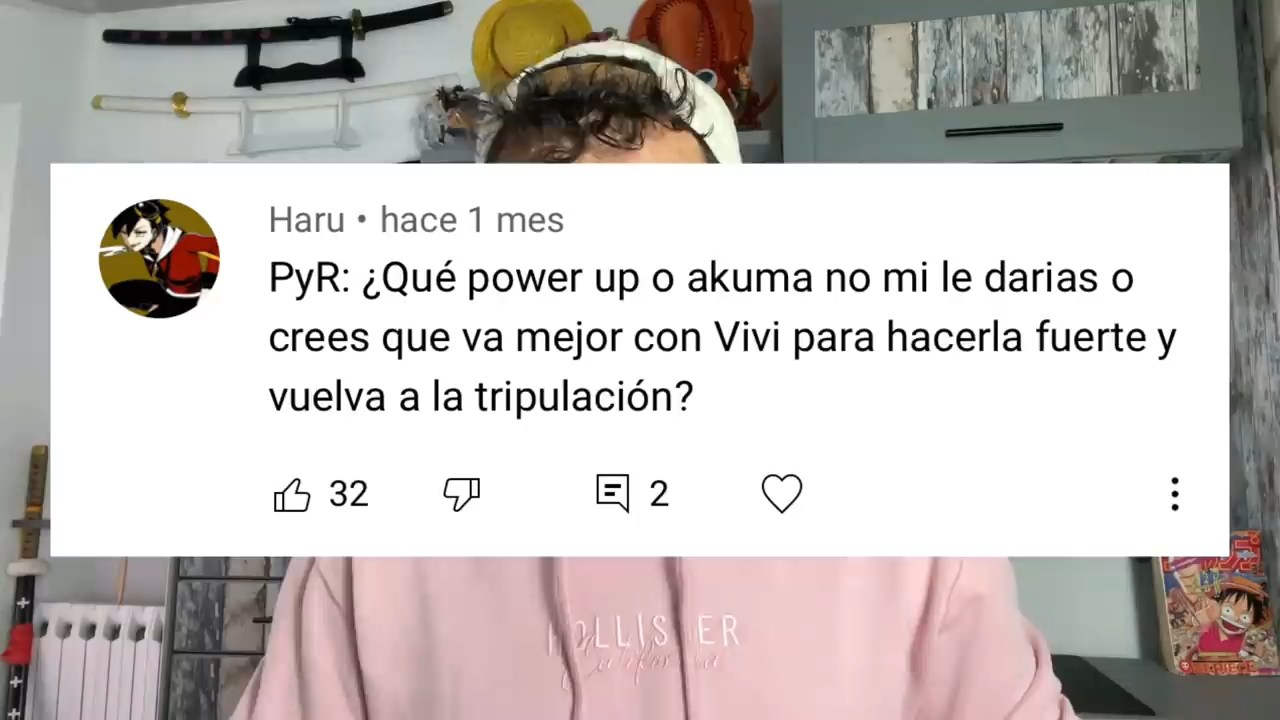 Haru • hace 1 mes
PyR: ¿Qué power up o akuma no mi le darias o
crees que va mejor con Vivi para hacerla fuerte y
vuelva a la tripulación?
32
2
HOLLISTER
California